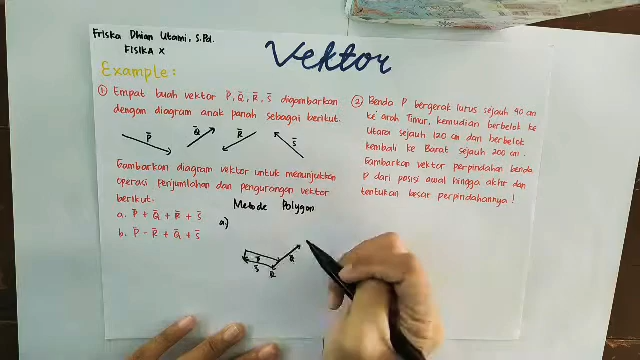 Friska Dhian Utami, S.Pd.
FISIKA X
Vektor
Example:
① Empat buah vektor P̄, Q̄, R̄, S̄ digambarkan
dengan diagram anak panah sebagai berikut.
P̄ Q̄ R̄ S̄
Gambarkan diagram vektor untuk menunjukkan
operasi penjumlahan dan pengurangan vektor
berikut.
a. P̄ + Q̄ + R̄ + S̄
b. P̄ - R̄ + Q̄ + S̄
② Benda P bergerak lurus sejauh 40 cm
ke arah Timur, kemudian berbelok ke
Utara sejauh 120 cm dan berbelok
kembali ke Barat sejauh 200 cm.
Gambarkan vektor perpindahan benda
P dari posisi awal hingga akhir dan
tentukan besar perpindahannya!
Metode Polygon
a)
S